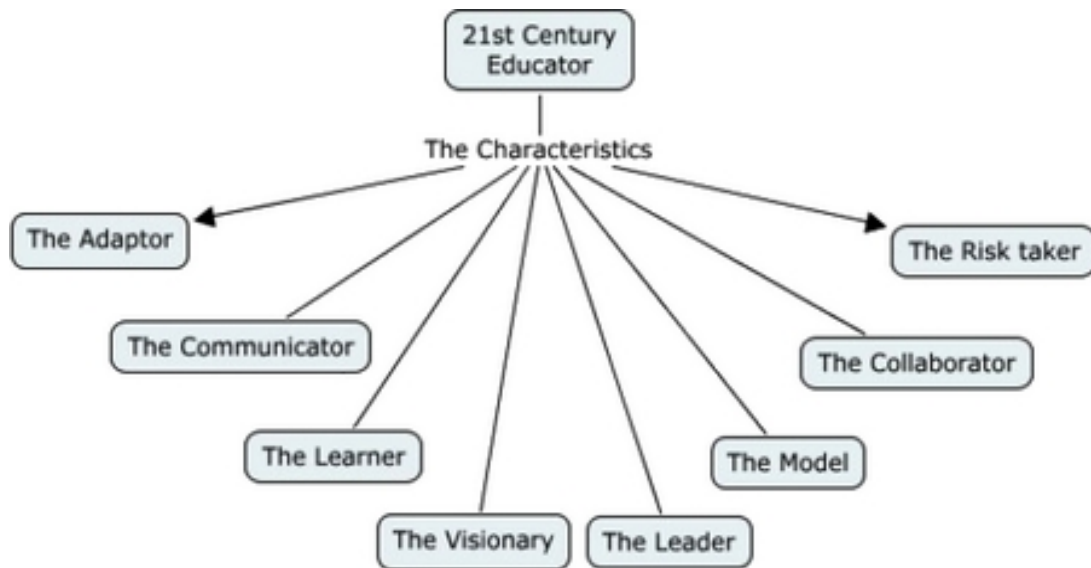 21st Century
Educator
The Characteristics
The Adaptor
The Risk taker
The Communicator
The Collaborator
The Learner
The Model
The Visionary
The Leader